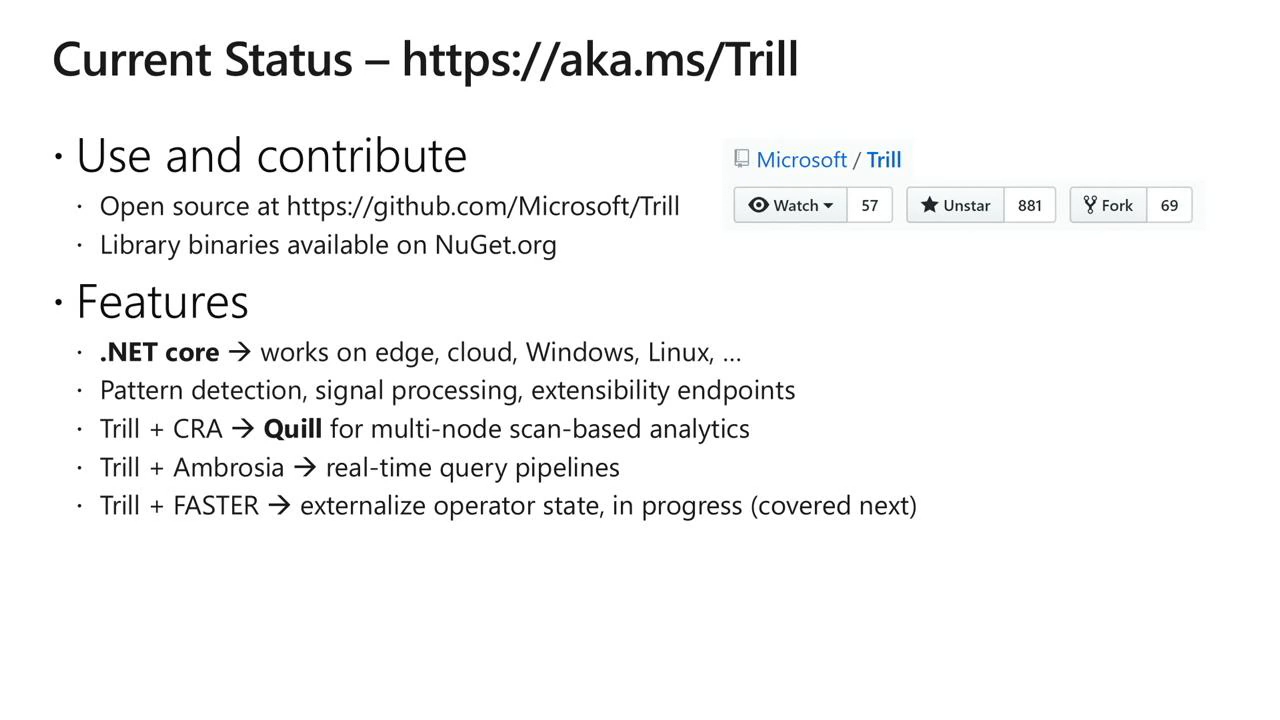 Current Status – https://aka.ms/Trill
· Use and contribute
· Open source at https://github.com/Microsoft/Trill
· Library binaries available on NuGet.org
Microsoft / Trill
Watch 57 Unstar 881 Fork 69
· Features
· .NET core → works on edge, cloud, Windows, Linux, ...
· Pattern detection, signal processing, extensibility endpoints
· Trill + CRA → Quill for multi-node scan-based analytics
· Trill + Ambrosia → real-time query pipelines
· Trill + FASTER → externalize operator state, in progress (covered next)